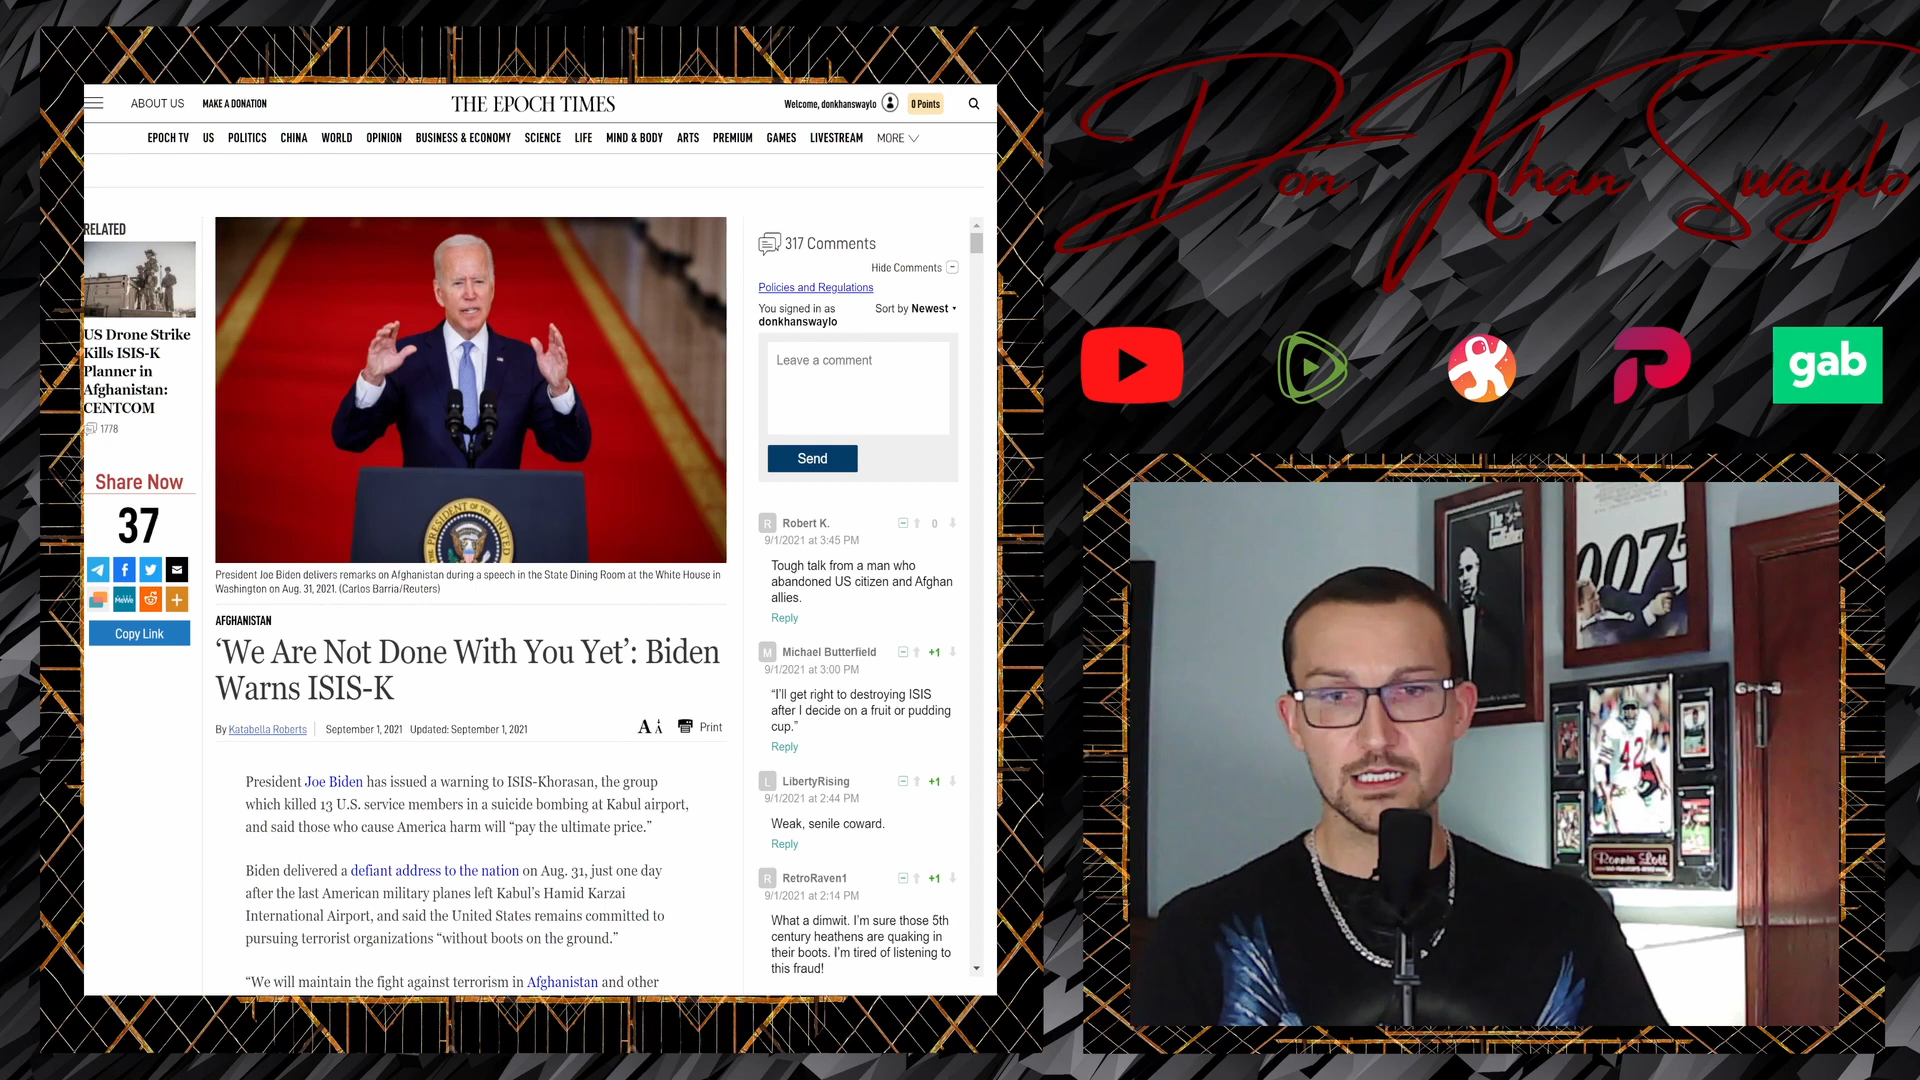 ABOUT US
MAKE A DONATION
THE EPOCH TIMES
Welcome, donkhanswaylo
0 Points
EPOCH TV US POLITICS CHINA WORLD OPINION BUSINESS & ECONOMY SCIENCE LIFE MIND & BODY ARTS PREMIUM GAMES LIVESTREAM MORE
RELATED
US Drone Strike
Kills ISIS-K
Planner in
Afghanistan:
CENTCOM
1778
Share Now
37
MeWe
Copy Link
PRESIDENT OF THE UNITED
President Joe Biden delivers remarks on Afghanistan during a speech in the State Dining Room at the White House in
Washington on Aug. 31, 2021. (Carlos Barria/Reuters)
AFGHANISTAN
‘We Are Not Done With You Yet’: Biden
Warns ISIS-K
By Katabella Roberts September 1, 2021 Updated: September 1, 2021
A A Print
President Joe Biden has issued a warning to ISIS-Khorasan, the group
which killed 13 U.S. service members in a suicide bombing at Kabul airport,
and said those who cause America harm will “pay the ultimate price.”
Biden delivered a defiant address to the nation on Aug. 31, just one day
after the last American military planes left Kabul’s Hamid Karzai
International Airport, and said the United States remains committed to
pursuing terrorist organizations “without boots on the ground.”
“We will maintain the fight against terrorism in Afghanistan and other
317 Comments
Hide Comments
Policies and Regulations
You signed in as
donkhanswaylo
Sort by Newest
Leave a comment
Send
R Robert K. 0
9/1/2021 at 3:45 PM
Tough talk from a man who
abandoned US citizen and Afghan
allies.
Reply
M Michael Butterfield +1
9/1/2021 at 3:00 PM
“I’ll get right to destroying ISIS
after I decide on a fruit or pudding
cup.”
Reply
L LibertyRising +1
9/1/2021 at 2:44 PM
Weak, senile coward.
Reply
R RetroRaven1 +1
9/1/2021 at 2:14 PM
What a dimwit. I’m sure those 5th
century heathens are quaking in
their boots. I’m tired of listening to
this fraud!
Don Khan Swaylo
gab
The
Godfather
007
42
Ronnie Lott